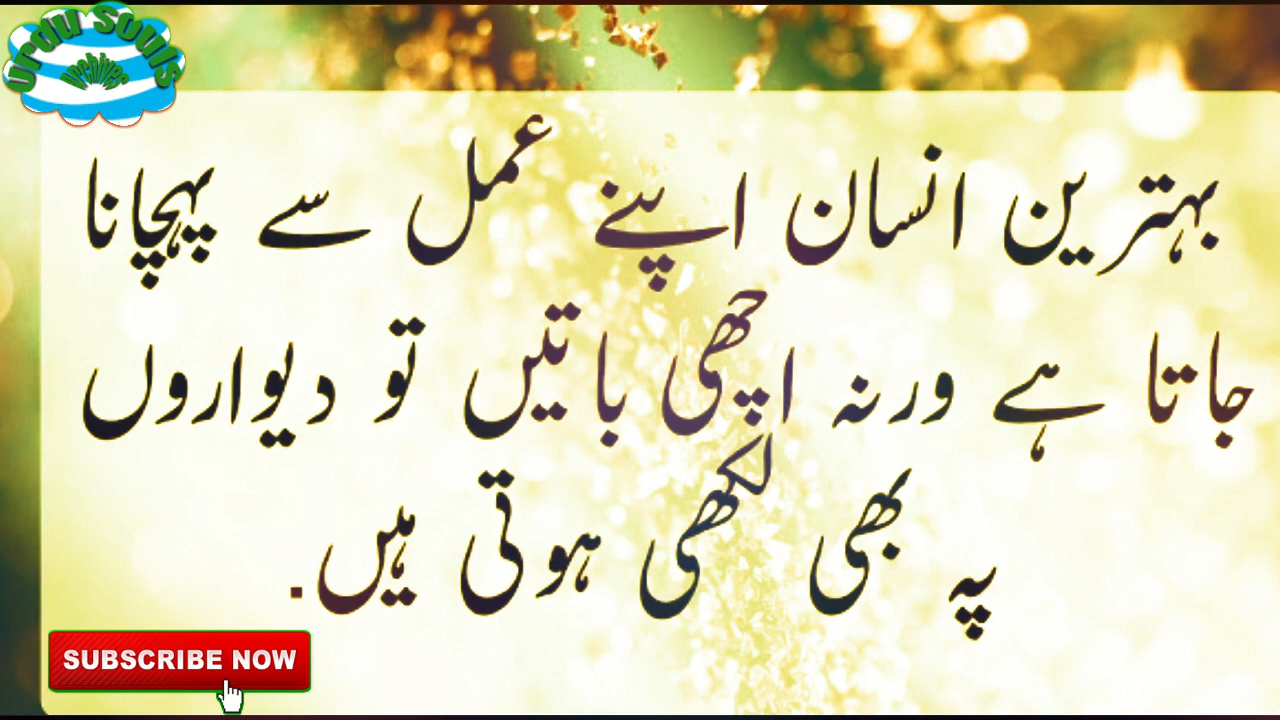 Urdu Souls
Archives
بہترین انسان اپنے عمل سے پہچانا
جاتا ہے ورنہ اچھی باتیں تو دیواروں
پہ بھی لکھی ہوتی ہیں.
SUBSCRIBE NOW